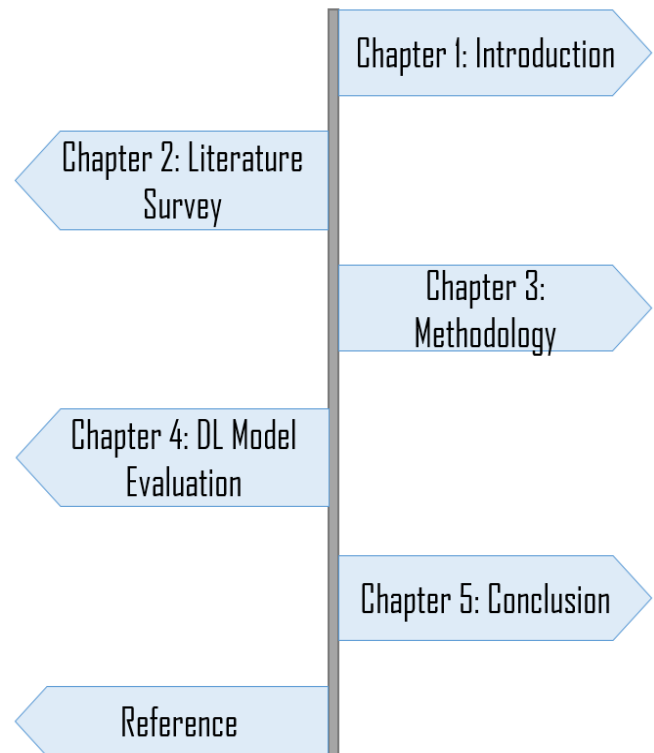 Chapter 1: Introduction
Chapter 2: Literature
Survey
Chapter 3:
Methodology
Chapter 4: DL Model
Evaluation
Chapter 5: Conclusion
Reference